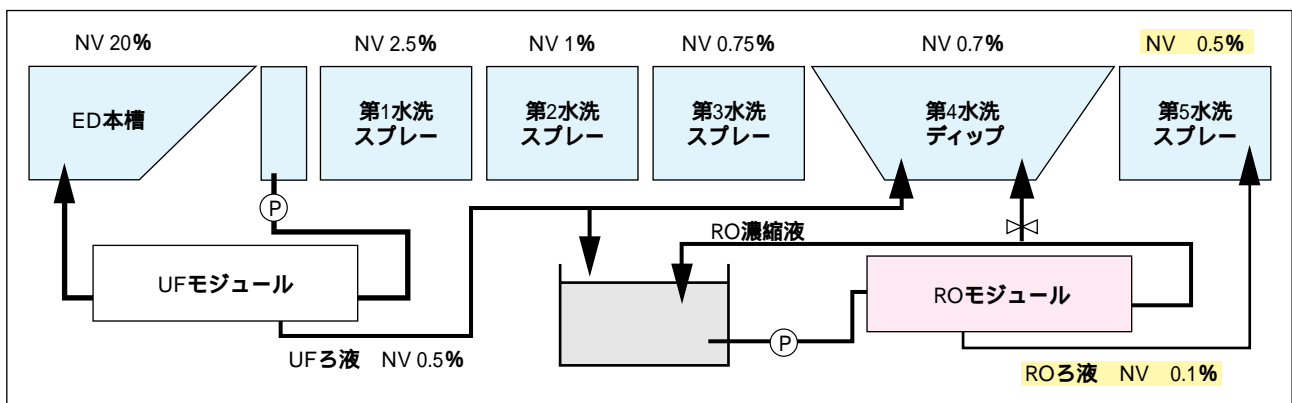 NV 20%
NV 2.5%
NV 1%
NV 0.75%
NV 0.7%
NV 0.5%
ED本槽
第1水洗
スプレー
第2水洗
スプレー
第3水洗
スプレー
第4水洗
ディップ
第5水洗
スプレー
P
RO濃縮液
UFモジュール
ROモジュール
P
UFろ液 NV 0.5%
ROろ液 NV 0.1%